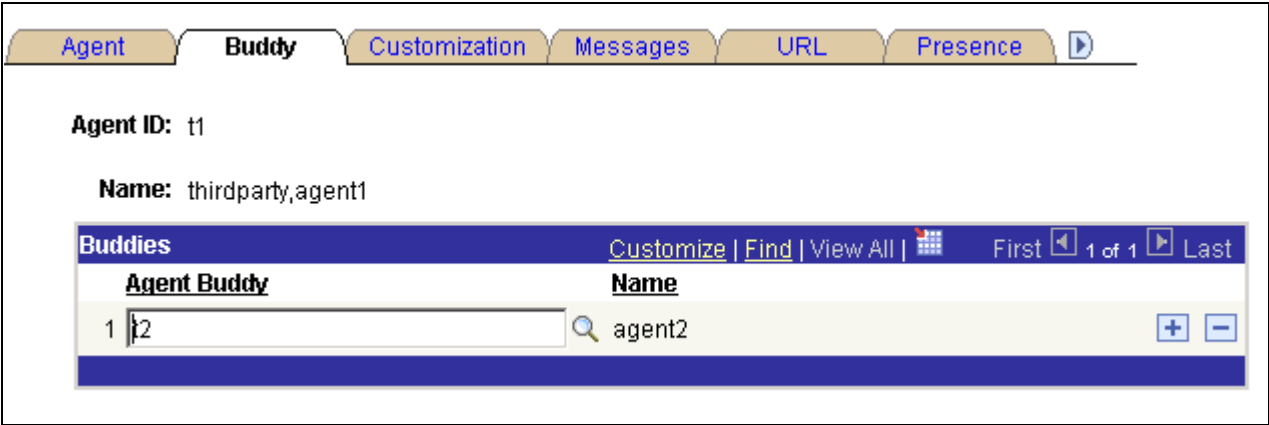 Agent Buddy Customization Messages URL Presence
Agent ID: t1
Name: thirdparty,agent1
Buddies Customize | Find | View All | First 1 of 1 Last
Agent Buddy Name
1 t2 agent2